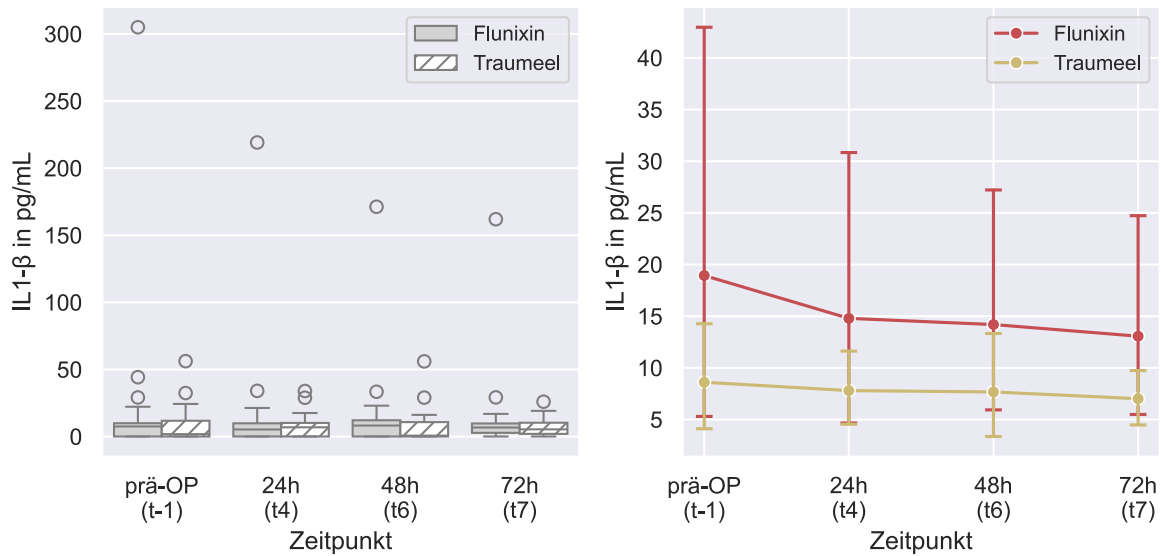 IL1-β in pg/mL
300
250
200
150
100
50
0
Flunixin
Traumeel
prä-OP
(t-1)
24h
(t4)
48h
(t6)
72h
(t7)
Zeitpunkt
IL1-β in pg/mL
40
35
30
25
20
15
10
5
Flunixin
Traumeel
prä-OP
(t-1)
24h
(t4)
48h
(t6)
72h
(t7)
Zeitpunkt